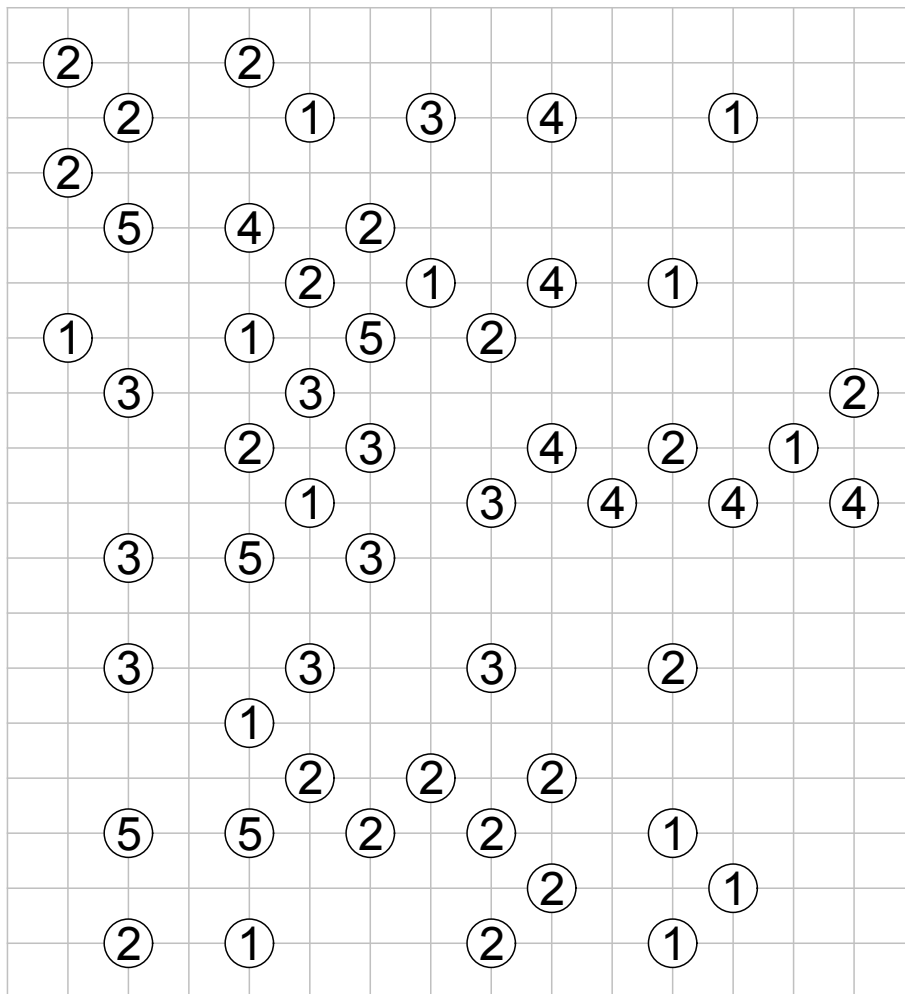 2 2
2 1 3 4 1
2
5 4 2
2 1 4 1
1 1 5 2
3 3 2
2 3 4 2 1
1 3 4 4 4
3 5 3
3 3 3 2
1
2 2 2
5 5 2 2 1
2 1
2 1 2 1